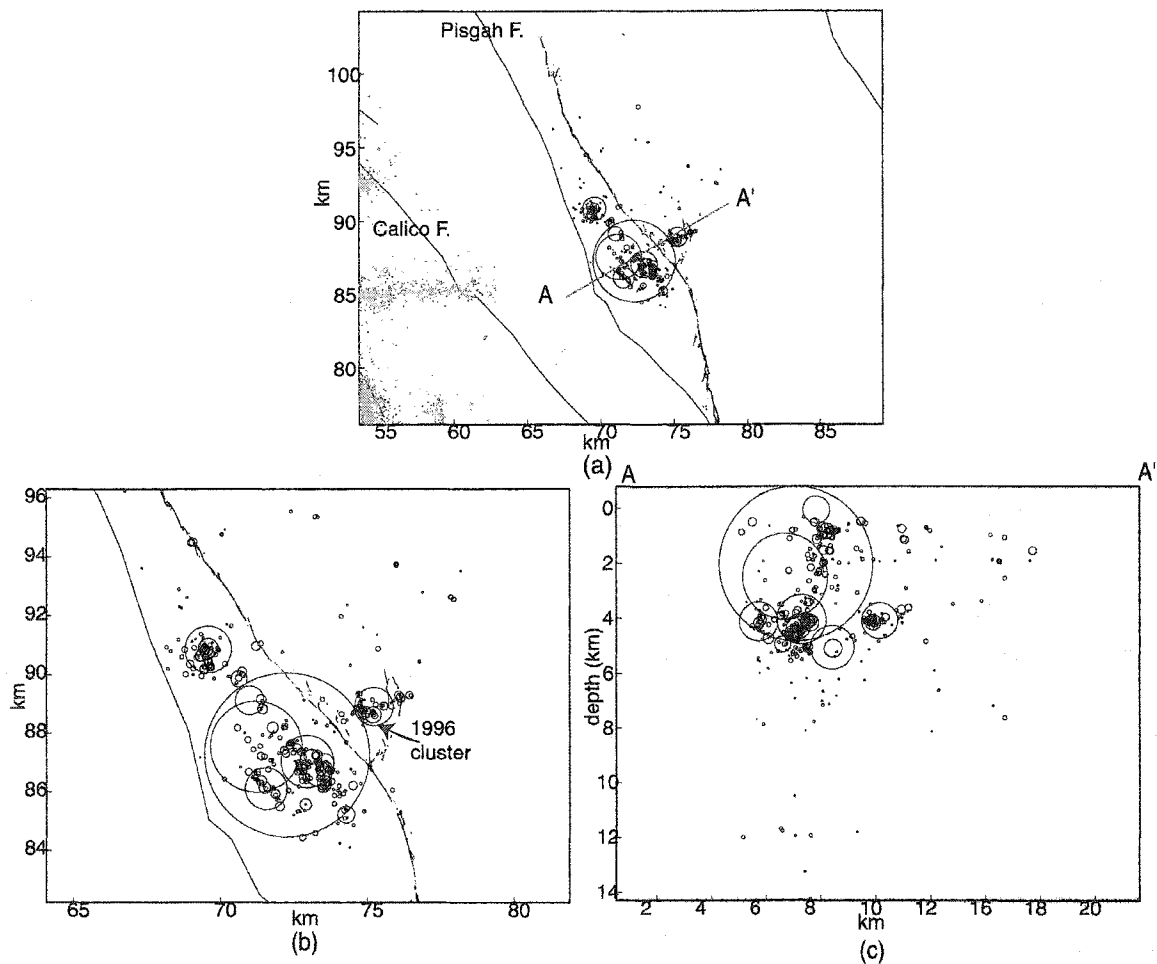 Pisgah F.
100
95
A'
km
90
Calico F.
A
85
80
55 60 65 70 75 80 85
km
(a)
A A'
96
94
92
90
km
88
1996
cluster
86
84
65 70 75 80
km
(b)
0
2
4
6
depth (km)
8
10
12
14
2 4 6 8 10 12 16 18 20
km
(c)